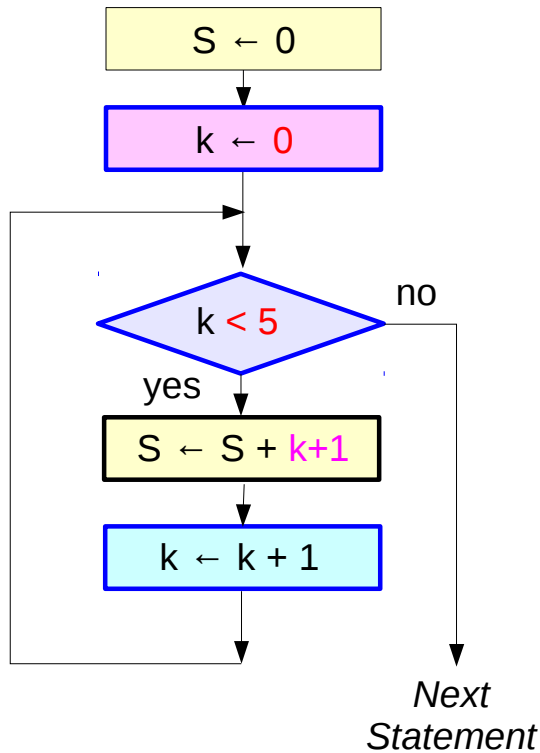 S ← 0
k ← 0
k < 5
no
yes
S ← S + k+1
k ← k + 1
Next
Statement